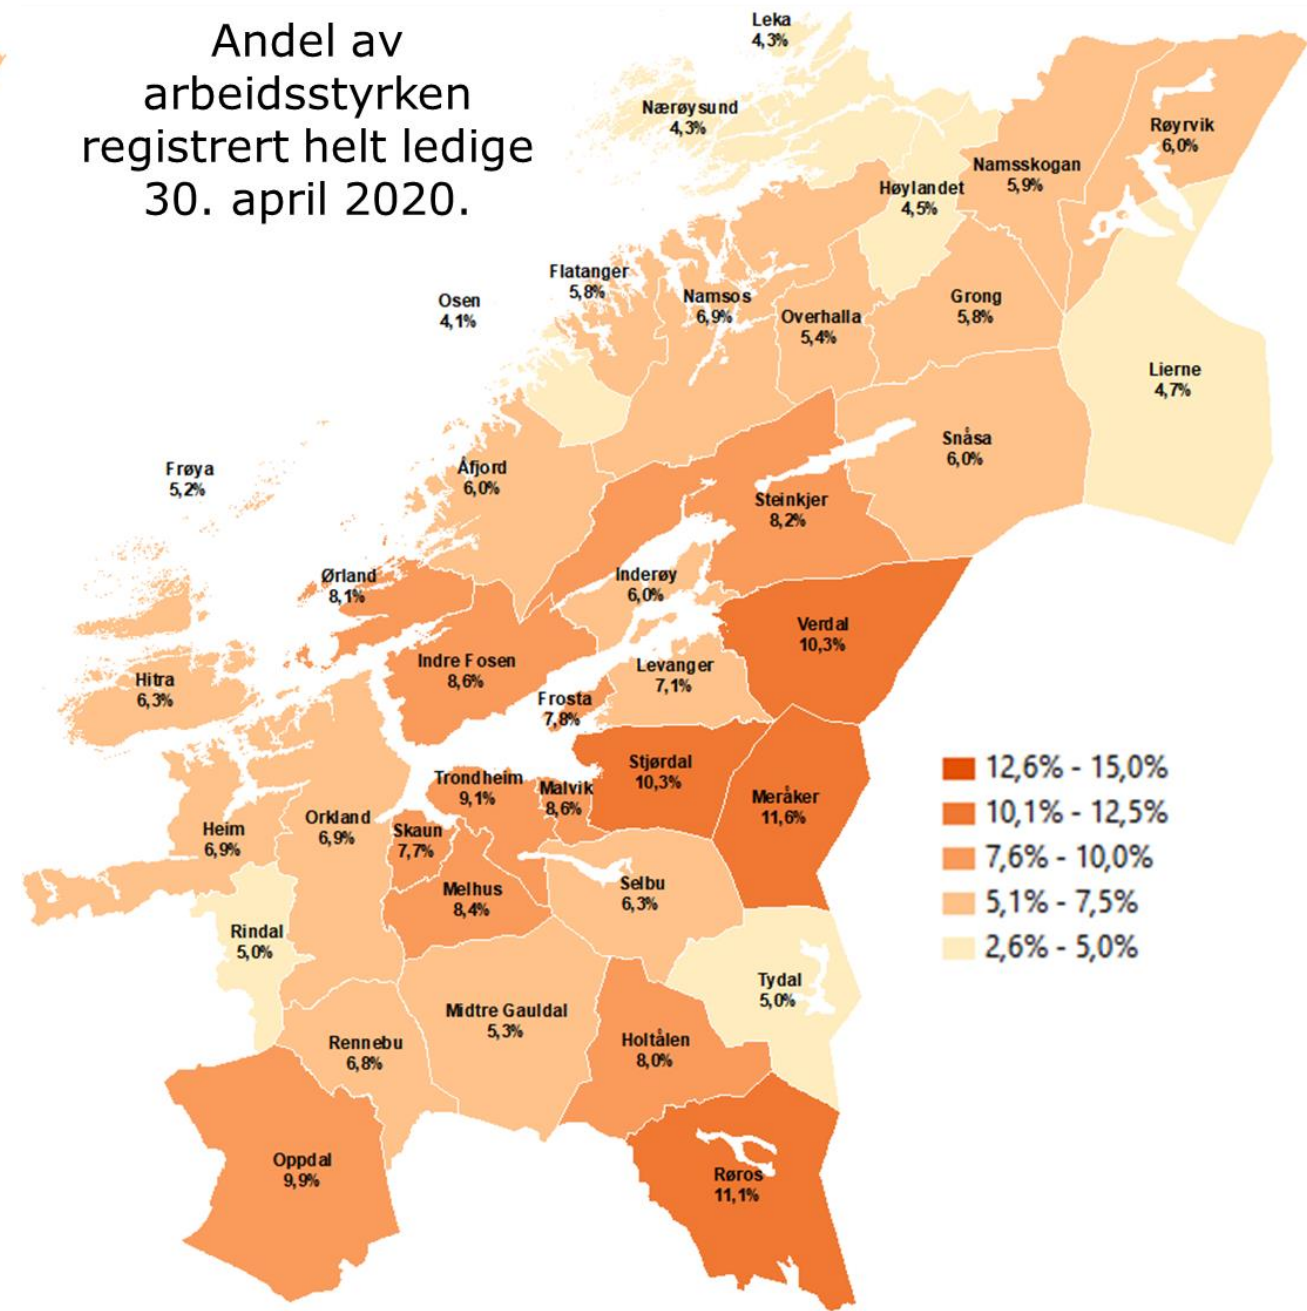 Andel av
arbeidsstyrken
registrert helt ledige
30. april 2020.
Leka
4,3%
Nærøysund
4,3%
Røyrvik
6,0%
Namsskogan
5,9%
Høylandet
4,5%
Flatanger
5,8%
Osen
4,1%
Namsos
6,9%
Overhalla
5,4%
Grong
5,8%
Lierne
4,7%
Snåsa
6,0%
Frøya
5,2%
Åfjord
6,0%
Steinkjer
8,2%
Ørland
8,1%
Inderøy
6,0%
Verdal
10,3%
Indre Fosen
8,6%
Levanger
7,1%
Hitra
6,3%
Frosta
7,8%
Stjørdal
10,3%
Trondheim
9,1%
Malvik
8,6%
Meråker
11,6%
Orkland
6,9%
Heim
6,9%
Skaun
7,7%
Melhus
8,4%
Selbu
6,3%
Rindal
5,0%
Tydal
5,0%
Midtre Gauldal
5,3%
Rennebu
6,8%
Holtålen
8,0%
Oppdal
9,9%
Røros
11,1%
12,6% - 15,0%
10,1% - 12,5%
7,6% - 10,0%
5,1% - 7,5%
2,6% - 5,0%